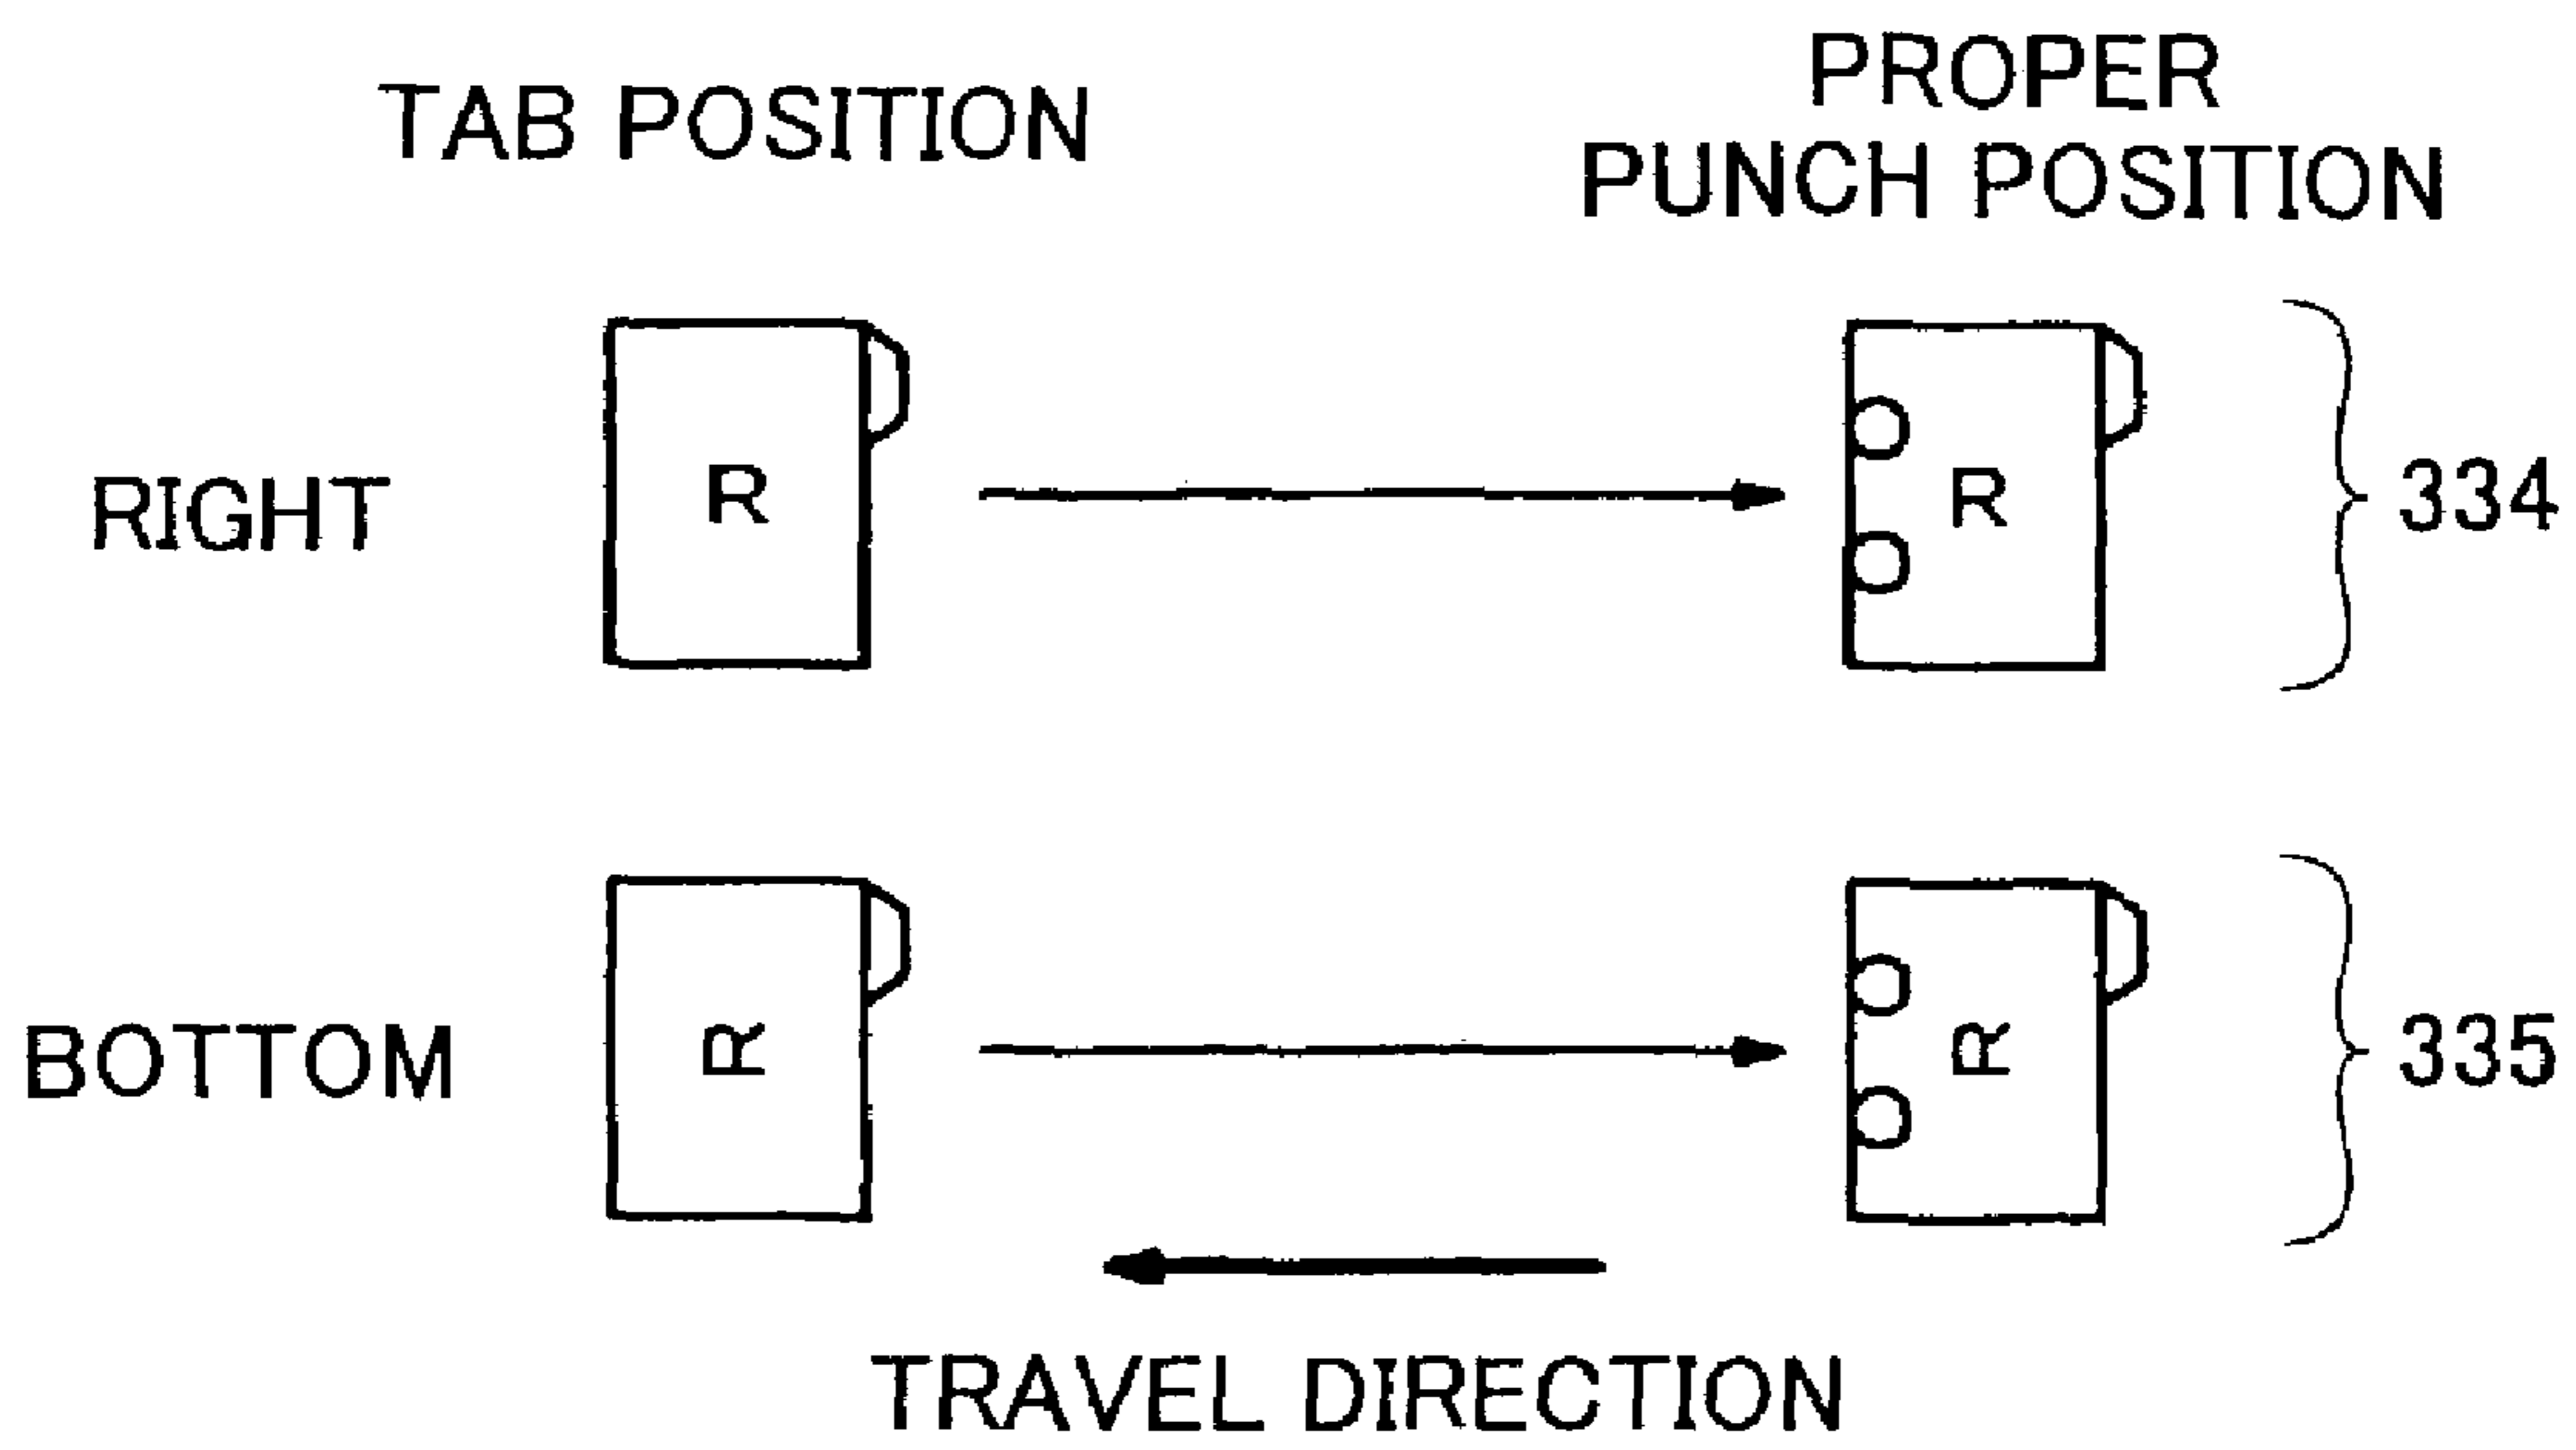 TAB POSITION
PROPER
PUNCH POSITION
RIGHT
R
R
334
BOTTOM
R
R
335
TRAVEL DIRECTION